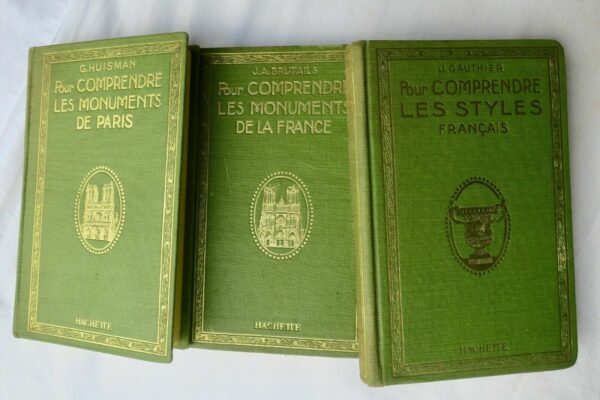 G. HUISMAN
Pour COMPRENDRE
LES MONUMENTS
DE PARIS
HACHETTE
J.A. BRUTAILS
Pour COMPRENDRE
LES MONUMENTS
DE LA FRANCE
HACHETTE
J. GAUTHIER
Pour COMPRENDRE
LES STYLES
FRANÇAIS
HACHETTE